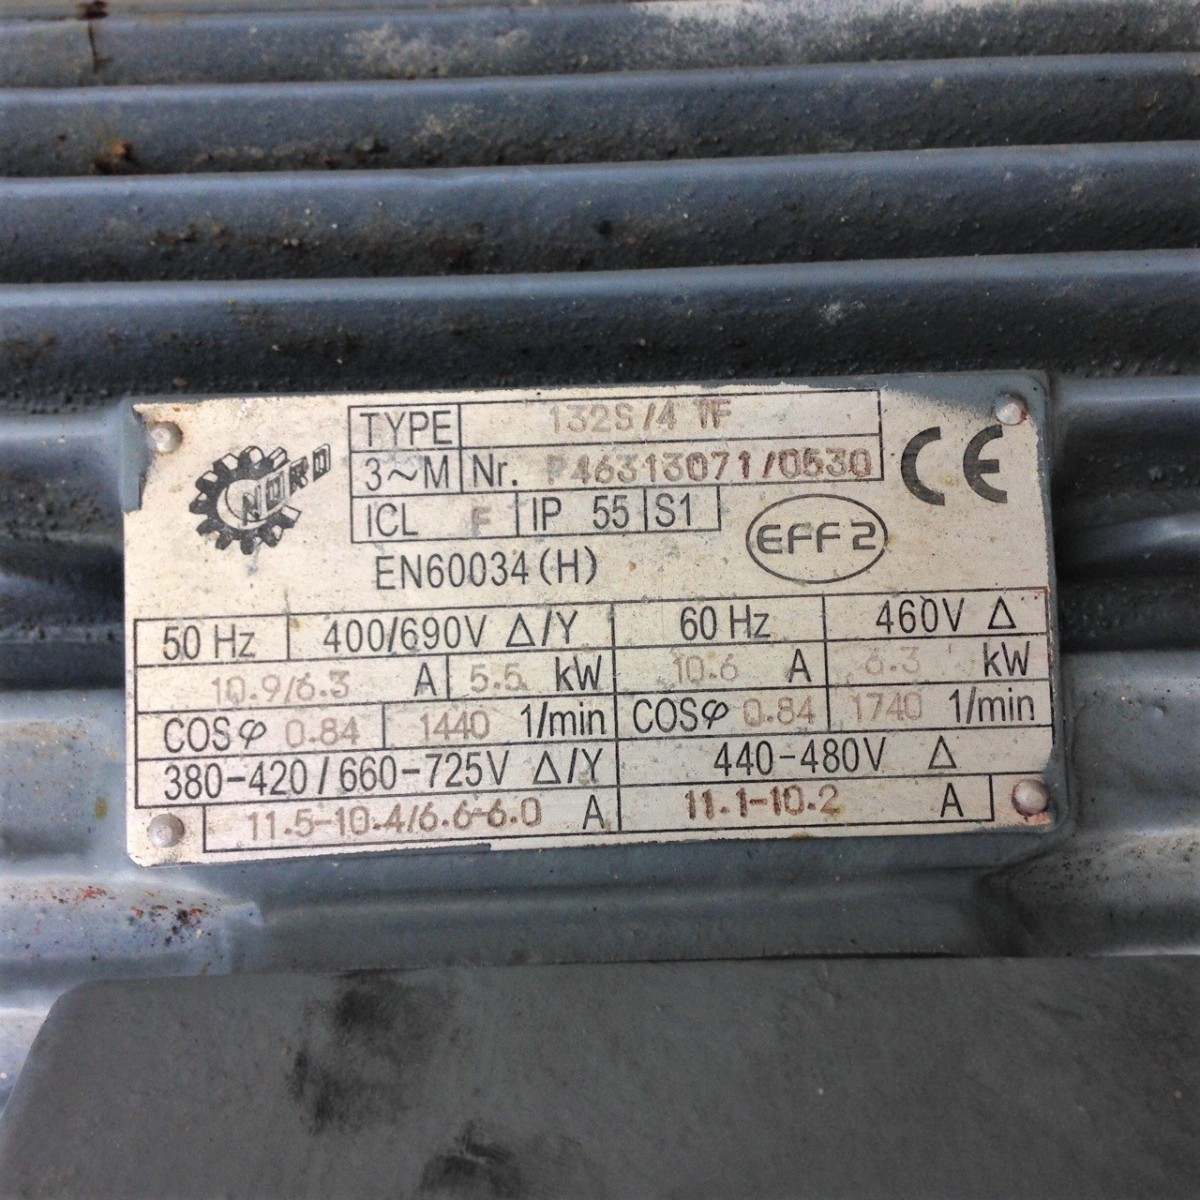 NORD
TYPE 132S/4 TF
3~M Nr. P46313071/0530
ICL F IP 55 S1
CE
EFF 2
EN60034(H)
50 Hz 400/690V Δ/Y 60 Hz 460V Δ
10.9/6.3 A 5.5 kW 10.6 A 6.3 kW
COSφ 0.84 1440 1/min COSφ 0.84 1740 1/min
380-420/660-725V Δ/Y 440-480V Δ
11.5-10.4/6.6-6.0 A 11.1-10.2 A